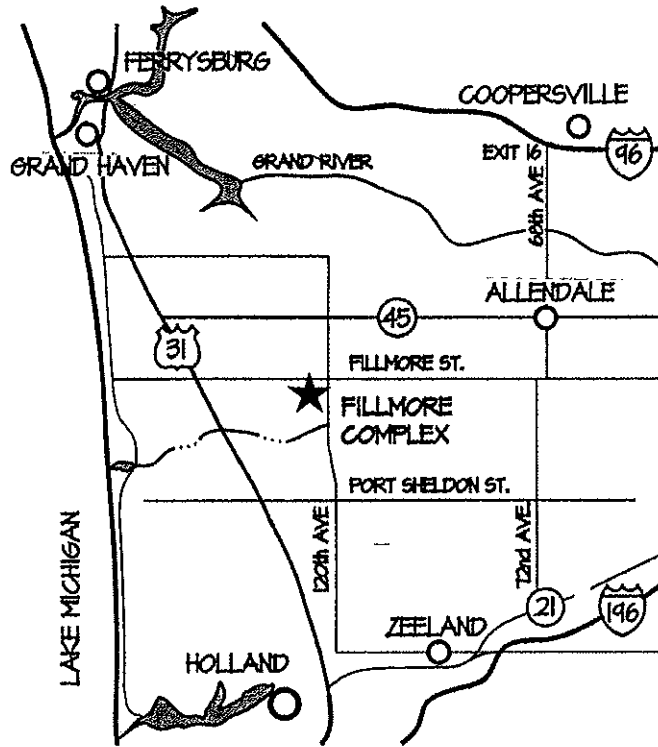 FERRYSBURG
COOPERSVILLE
GRAND HAVEN
GRAND RIVER
EXIT 16
96
68th AVE
ALLENDALE
45
31
FILLMORE ST.
FILLMORE
COMPLEX
PORT SHELDON ST.
120th AVE
72nd AVE.
LAKE MICHIGAN
21
196
ZEELAND
HOLLAND